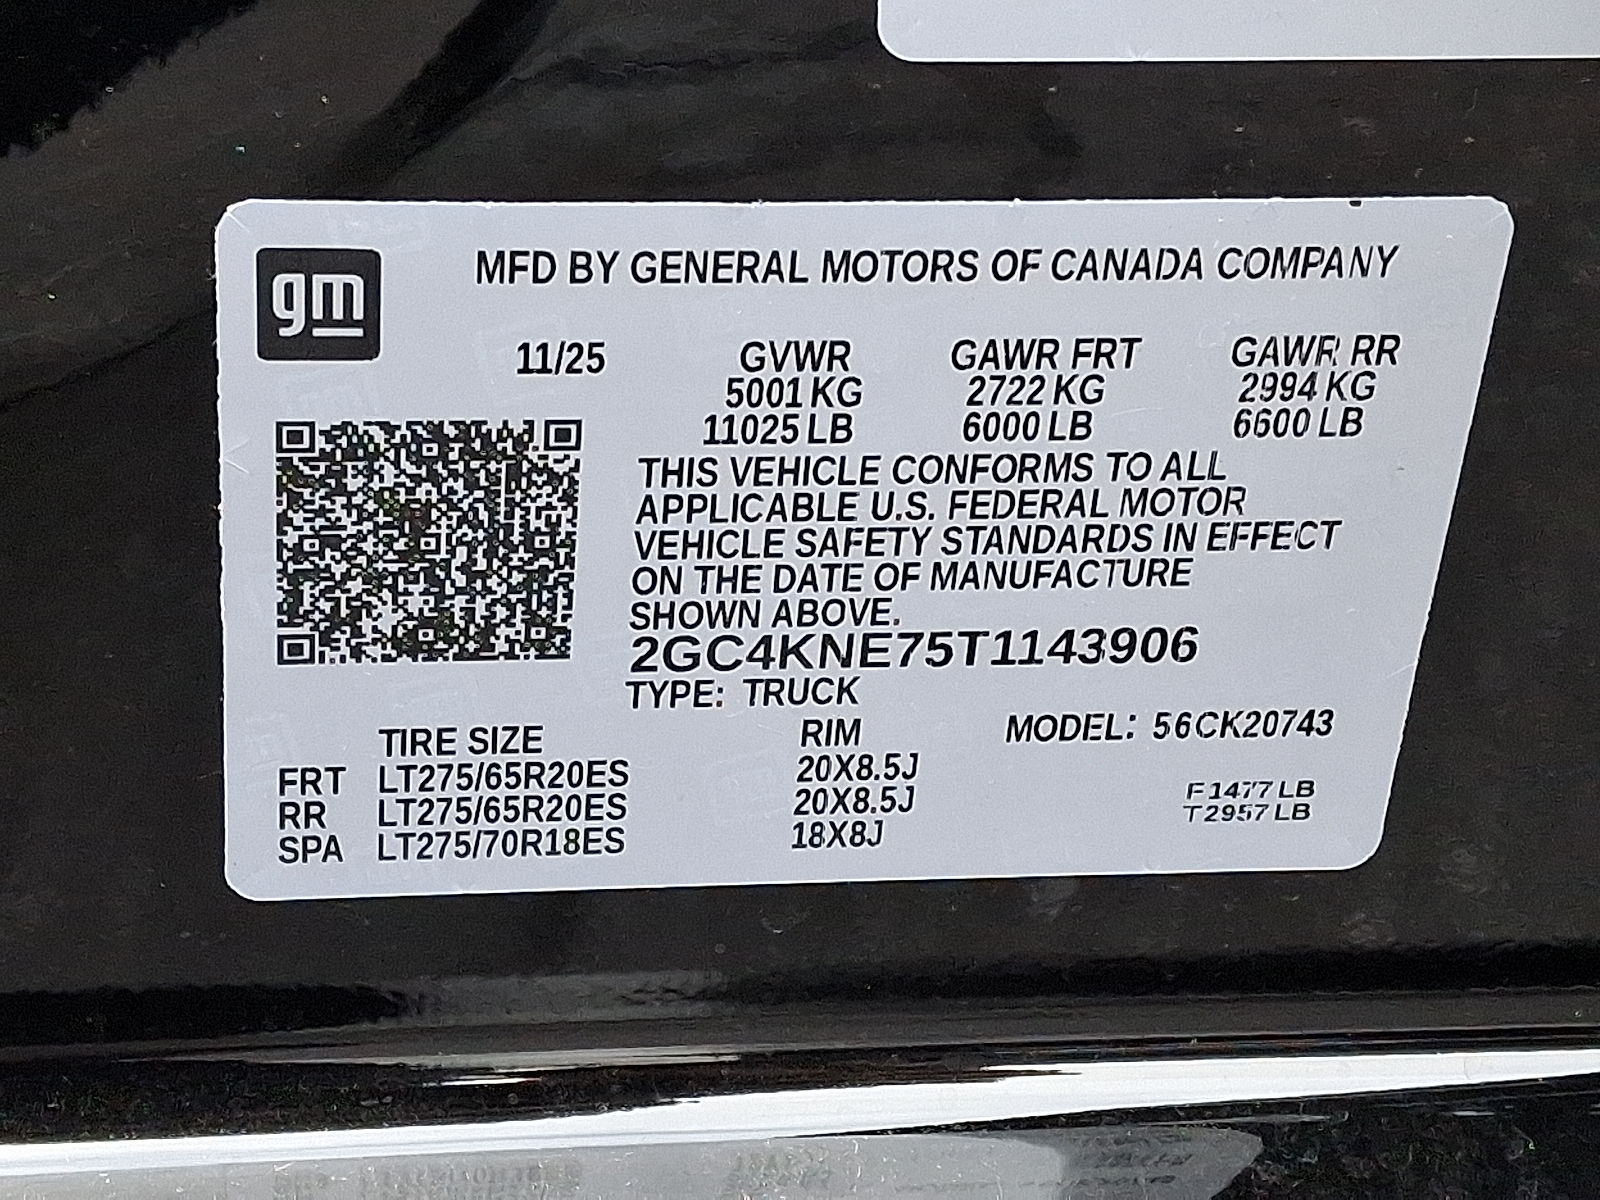 gm
MFD BY GENERAL MOTORS OF CANADA COMPANY
11/25 GVWR GAWR FRT GAWR RR
5001 KG 2722 KG 2994 KG
11025 LB 6000 LB 6600 LB
THIS VEHICLE CONFORMS TO ALL
APPLICABLE U.S. FEDERAL MOTOR
VEHICLE SAFETY STANDARDS IN EFFECT
ON THE DATE OF MANUFACTURE
SHOWN ABOVE.
2GC4KNE75T1143906
TYPE: TRUCK
TIRE SIZE RIM MODEL: 56CK20743
FRT LT275/65R20ES 20X8.5J
RR LT275/65R20ES 20X8.5J
SPA LT275/70R18ES 18X8J
F 1477 LB
T 2957 LB